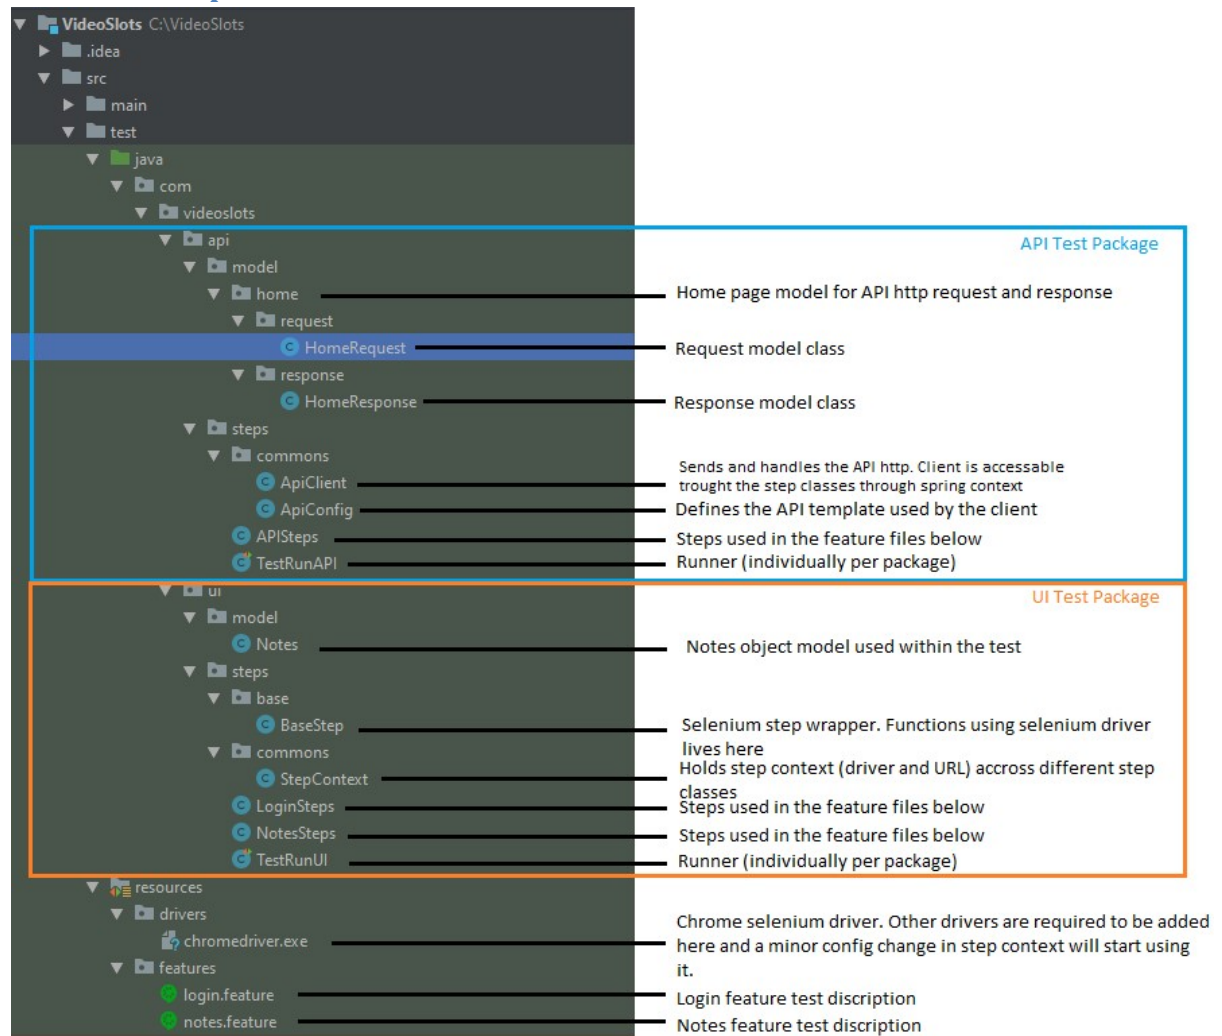 VideoSlots C:\VideoSlots
.idea
src
main
test
java
com
videoslots
api
API Test Package
model
home
Home page model for API http request and response
request
HomeRequest
Request model class
response
HomeResponse
Response model class
steps
commons
ApiClient
Sends and handles the API http. Client is accessable
trought the step classes through spring context
ApiConfig
Defines the API template used by the client
APISteps
Steps used in the feature files below
TestRunAPI
Runner (individually per package)
ui
UI Test Package
model
Notes
Notes object model used within the test
steps
base
BaseStep
Selenium step wrapper. Functions using selenium driver
lives here
commons
StepContext
Holds step context (driver and URL) accross different step
classes
LoginSteps
Steps used in the feature files below
NotesSteps
Steps used in the feature files below
TestRunUI
Runner (individually per package)
resources
drivers
chromedriver.exe
Chrome selenium driver. Other drivers are required to be added
here and a minor config change in step context will start using
it.
features
login.feature
Login feature test discription
notes.feature
Notes feature test discription